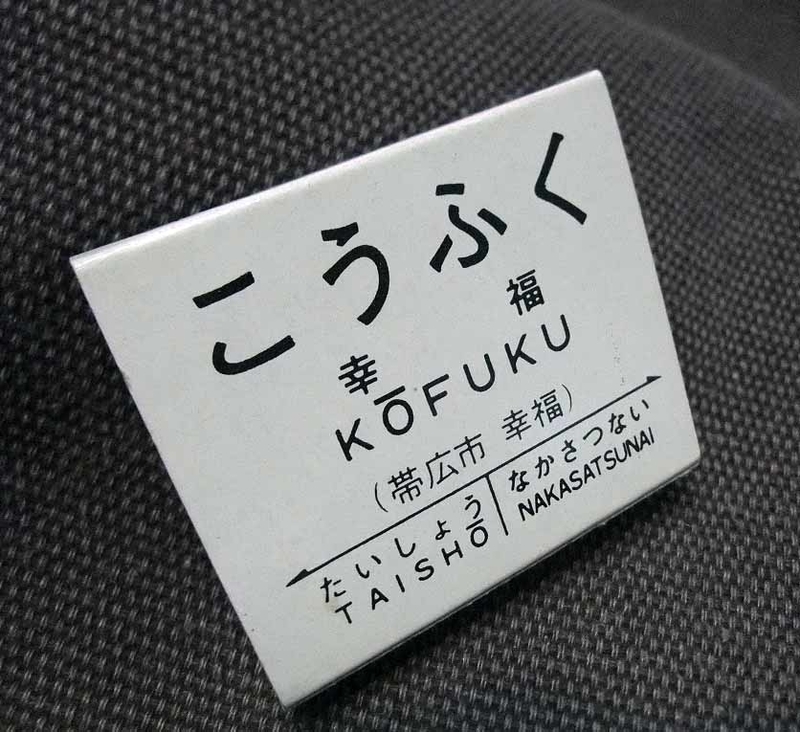 こうふく
幸福
KŌFUKU
(帯広市 幸福)
たいしょう なかさつない
TAISHŌ NAKASATSUNAI